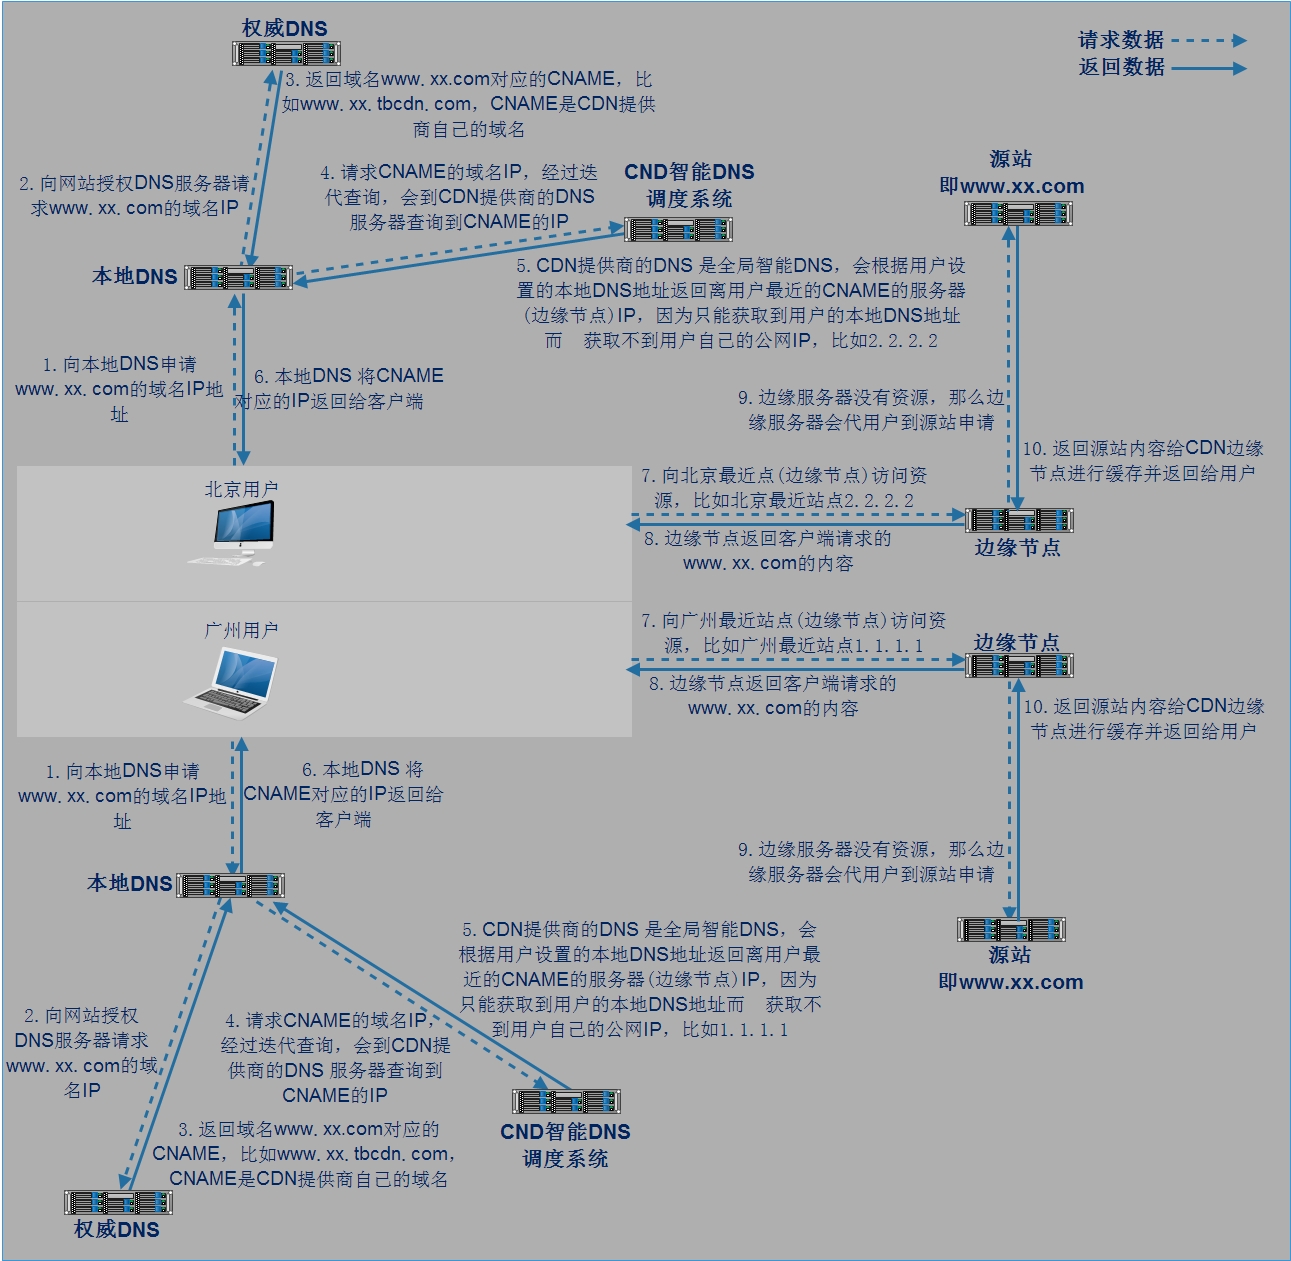 权威DNS
请求数据
返回数据
3. 返回域名www. xx.com对应的CNAME，比
如www. xx. tbcdn. com，CNAME是CDN提供
商自己的域名
2. 向网站授权DNS服务器请
求www. xx. com的域名IP
4. 请求CNAME的域名IP，经过迭
代查询，会到CDN提供商的DNS
服务器查询到CNAME的IP
CND智能DNS
调度系统
源站
即www.xx.com
本地DNS
5. CDN提供商的DNS 是全局智能DNS，会根据用户设
置的本地DNS地址返回离用户最近的CNAME的服务器
(边缘节点)IP，因为只能获取到用户的本地DNS地址
而 获取不到用户自己的公网IP，比如2.2.2.2
1. 向本地DNS申请
www. xx. com的域名IP地
址
6. 本地DNS 将CNAME
对应的IP返回给客户端
9. 边缘服务器没有资源，那么边
缘服务器会代用户到源站申请
10. 返回源站内容给CDN边缘
节点进行缓存并返回给用户
北京用户
7. 向北京最近点(边缘节点)访问资
源，比如北京最近站点2.2.2.2
8. 边缘节点返回客户端请求的
www. xx. com的内容
边缘节点
广州用户
7. 向广州最近站点(边缘节点)访问资
源，比如广州最近站点1.1.1.1
8. 边缘节点返回客户端请求的
www. xx. com的内容
边缘节点
10. 返回源站内容给CDN边缘
节点进行缓存并返回给用户
1. 向本地DNS申请
www. xx. com的域名IP地
址
6. 本地DNS 将
CNAME对应的IP返回给
客户端
9. 边缘服务器没有资源，那么边
缘服务器会代用户到源站申请
本地DNS
源站
即www.xx.com
5. CDN提供商的DNS 是全局智能DNS，会
根据用户设置的本地DNS地址返回离用户最
近的CNAME的服务器(边缘节点)IP，因为
只能获取到用户的本地DNS地址而 获取不
到用户自己的公网IP，比如1.1.1.1
2. 向网站授权
DNS服务器请求
www. xx. com的域
名IP
4. 请求CNAME的域名IP，
经过迭代查询，会到CDN提
供商的DNS 服务器查询到
CNAME的IP
3. 返回域名www. xx.com对应的
CNAME，比如www. xx. tbcdn. com，
CNAME是CDN提供商自己的域名
CND智能DNS
调度系统
权威DNS